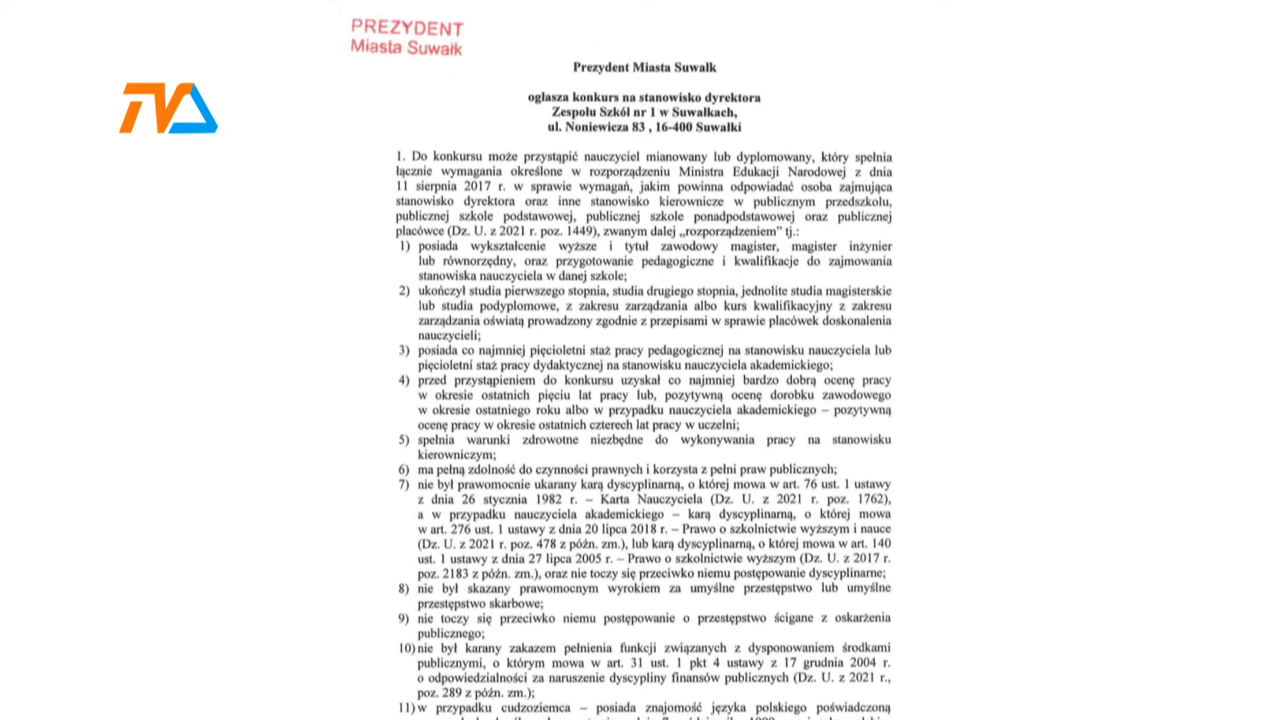 PREZYDENT
Miasta Suwałk
TVA
Prezydent Miasta Suwałk
ogłasza konkurs na stanowisko dyrektora
Zespołu Szkół nr 1 w Suwałkach,
ul. Noniewicza 83 , 16-400 Suwałki
1. Do konkursu może przystąpić nauczyciel mianowany lub dyplomowany, który spełnia
łącznie wymagania określone w rozporządzeniu Ministra Edukacji Narodowej z dnia
11 sierpnia 2017 r. w sprawie wymagań, jakim powinna odpowiadać osoba zajmująca
stanowisko dyrektora oraz inne stanowisko kierownicze w publicznym przedszkolu,
publicznej szkole podstawowej, publicznej szkole ponadpodstawowej oraz publicznej
placówce (Dz. U. z 2021 r. poz. 1449), zwanym dalej „rozporządzeniem” tj.:
1) posiada wykształcenie wyższe i tytuł zawodowy magister, magister inżynier
lub równorzędny, oraz przygotowanie pedagogiczne i kwalifikacje do zajmowania
stanowiska nauczyciela w danej szkole;
2) ukończył studia pierwszego stopnia, studia drugiego stopnia, jednolite studia magisterskie
lub studia podyplomowe, z zakresu zarządzania albo kurs kwalifikacyjny z zakresu
zarządzania oświatą prowadzony zgodnie z przepisami w sprawie placówek doskonalenia
nauczycieli;
3) posiada co najmniej pięcioletni staż pracy pedagogicznej na stanowisku nauczyciela lub
pięcioletni staż pracy dydaktycznej na stanowisku nauczyciela akademickiego;
4) przed przystąpieniem do konkursu uzyskał co najmniej bardzo dobrą ocenę pracy
w okresie ostatnich pięciu lat pracy lub, pozytywną ocenę dorobku zawodowego
w okresie ostatniego roku albo w przypadku nauczyciela akademickiego – pozytywną
ocenę pracy w okresie ostatnich czterech lat pracy w uczelni;
5) spełnia warunki zdrowotne niezbędne do wykonywania pracy na stanowisku
kierowniczym;
6) ma pełną zdolność do czynności prawnych i korzysta z pełni praw publicznych;
7) nie był prawomocnie ukarany karą dyscyplinarną, o której mowa w art. 76 ust. 1 ustawy
z dnia 26 stycznia 1982 r. – Karta Nauczyciela (Dz. U. z 2021 r. poz. 1762),
a w przypadku nauczyciela akademickiego – karą dyscyplinarną, o której mowa
w art. 276 ust. 1 ustawy z dnia 20 lipca 2018 r. – Prawo o szkolnictwie wyższym i nauce
(Dz. U. z 2021 r. poz. 478 z późn. zm.), lub karą dyscyplinarną, o której mowa w art. 140
ust. 1 ustawy z dnia 27 lipca 2005 r. – Prawo o szkolnictwie wyższym (Dz. U. z 2017 r.
poz. 2183 z późn. zm.), oraz nie toczy się przeciwko niemu postępowanie dyscyplinarne;
8) nie był skazany prawomocnym wyrokiem za umyślne przestępstwo lub umyślne
przestępstwo skarbowe;
9) nie toczy się przeciwko niemu postępowanie o przestępstwo ścigane z oskarżenia
publicznego;
10) nie był karany zakazem pełnienia funkcji związanych z dysponowaniem środkami
publicznymi, o którym mowa w art. 31 ust. 1 pkt 4 ustawy z 17 grudnia 2004 r.
o odpowiedzialności za naruszenie dyscypliny finansów publicznych (Dz. U. z 2021 r.,
poz. 289 z późn. zm.);
11) w przypadku cudzoziemca – posiada znajomość języka polskiego poświadczoną